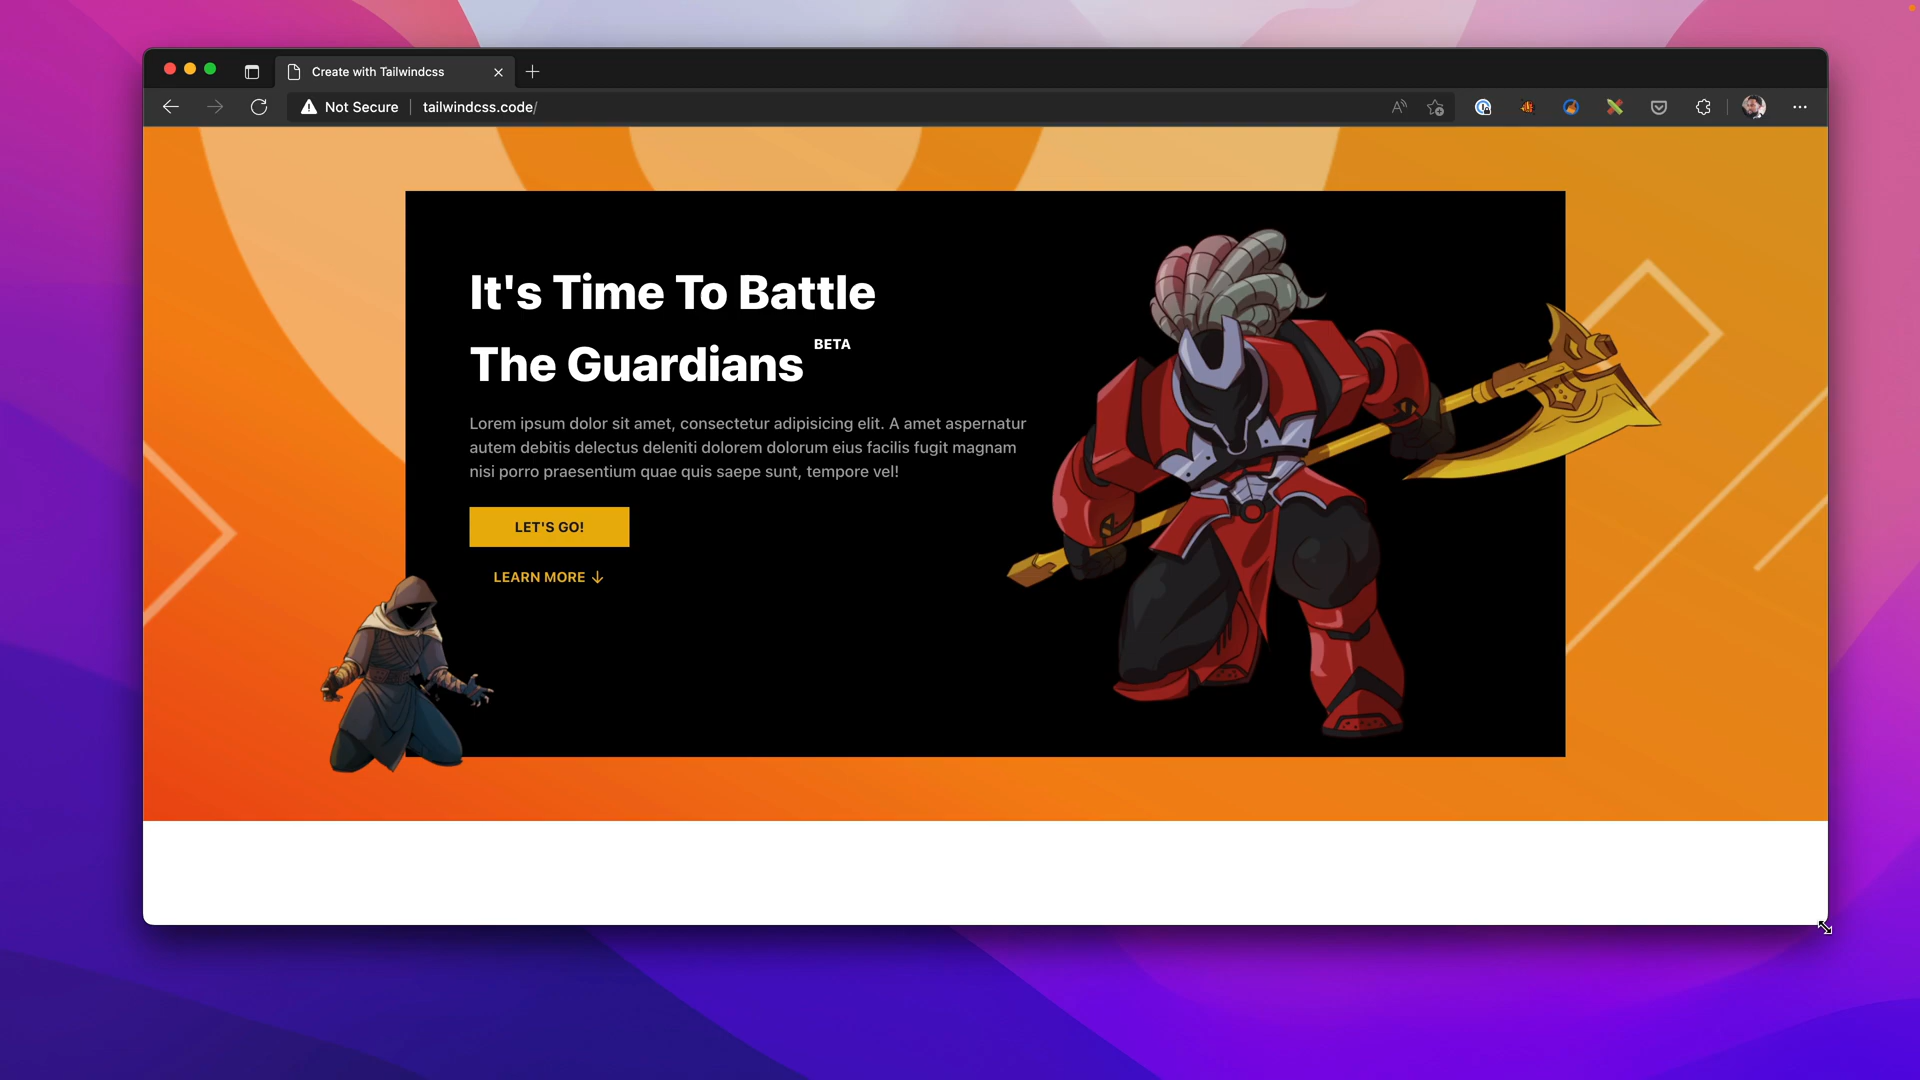 Create with Tailwindcss
Not Secure
tailwindcss.code/
It's Time To Battle
The Guardians BETA
Lorem ipsum dolor sit amet, consectetur adipisicing elit. A amet aspernatur
autem debitis delectus deleniti dolorem dolorum eius facilis fugit magnam
nisi porro praesentium quae quis saepe sunt, tempore vel!
LET'S GO!
LEARN MORE ↓